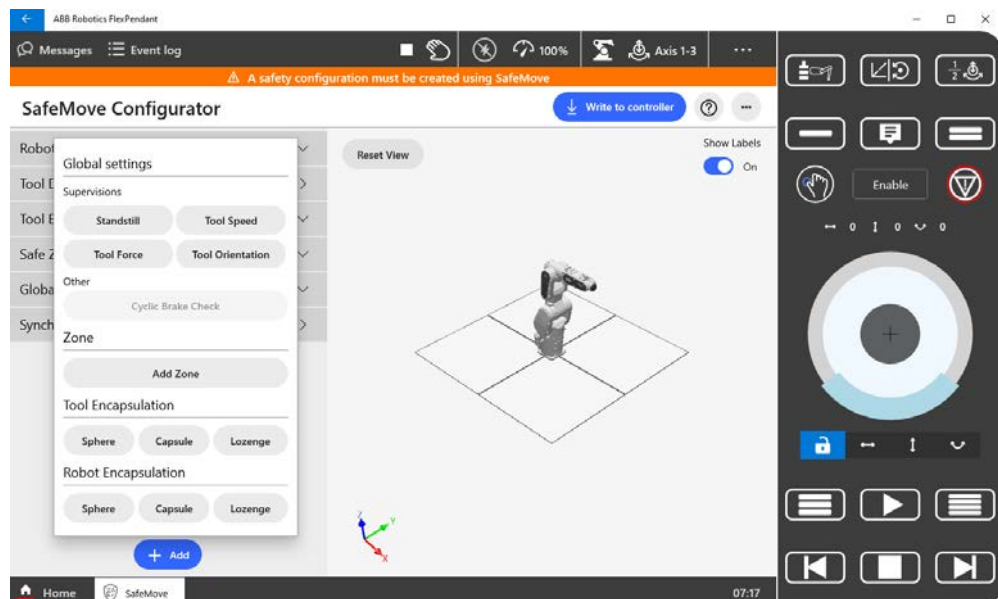 ABB Robotics FlexPendant
Messages Event log 100% Axis 1-3 ...
A safety configuration must be created using SafeMove
SafeMove Configurator Write to controller ? ...
Robot
Global settings
Reset View
Show Labels
On
Tool D
Supervisions
Tool E
Standstill Tool Speed
Safe Z
Tool Force Tool Orientation
Globa
Other
Cyclic Brake Check
Synch
Zone
Add Zone
Tool Encapsulation
Sphere Capsule Lozenge
Robot Encapsulation
Sphere Capsule Lozenge
+ Add
Z Y
X
Home SafeMove 07:17
1
2
Enable
0 0 0